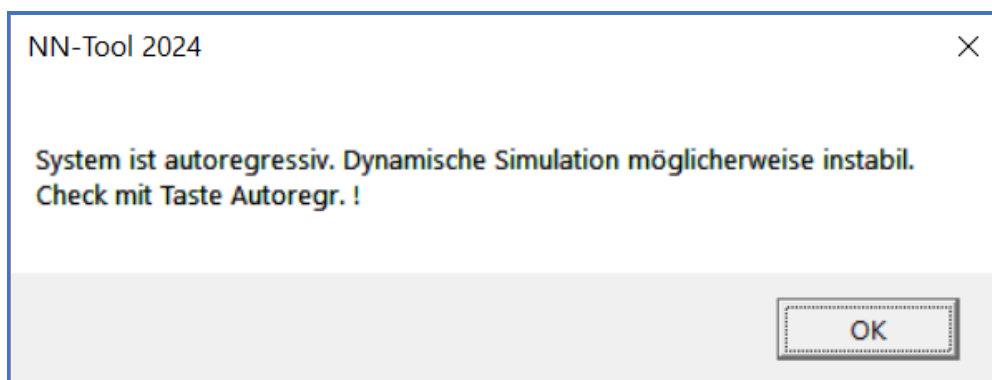 NN-Tool 2024
System ist autoregressiv. Dynamische Simulation möglicherweise instabil.
Check mit Taste Autoregr. !
OK